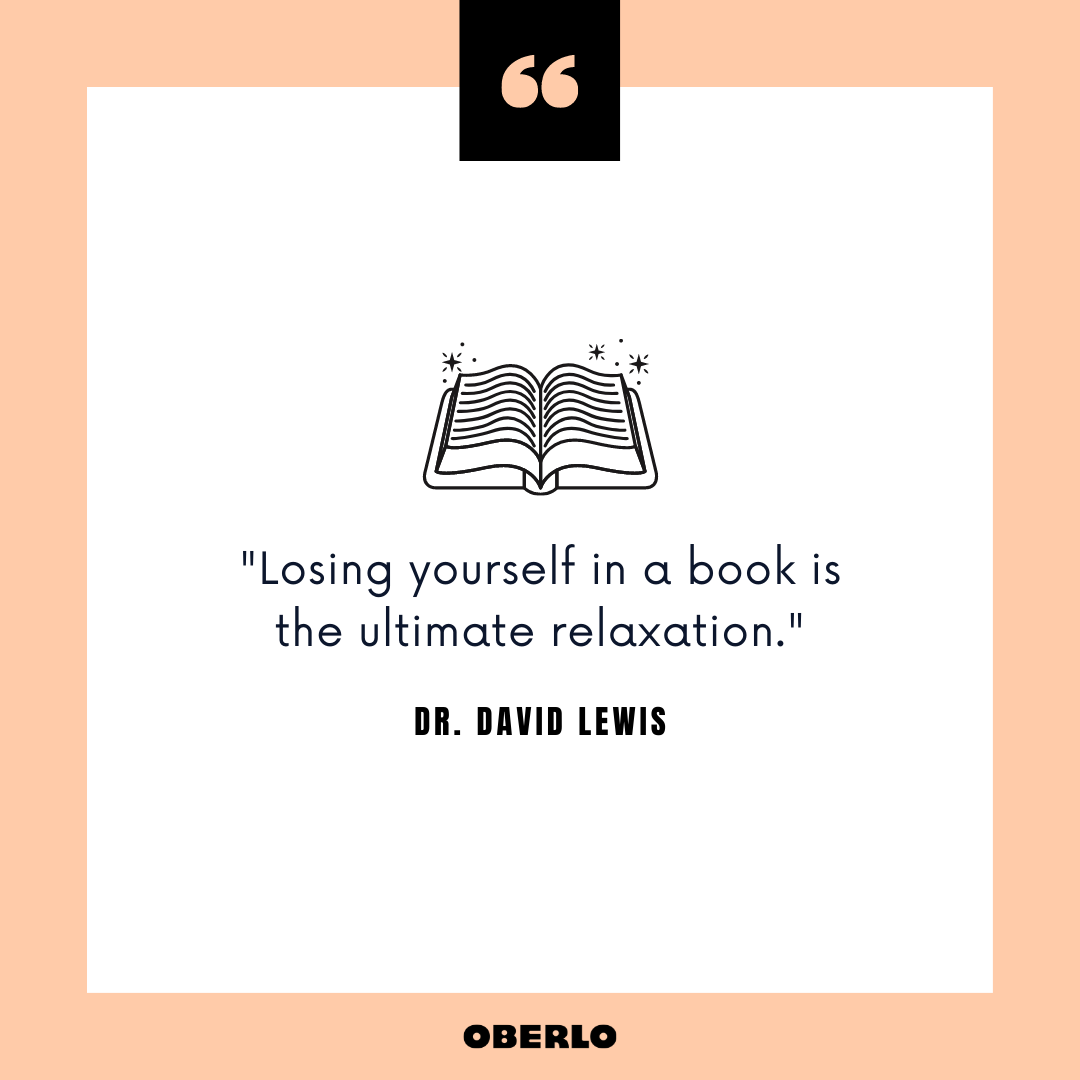 “
"Losing yourself in a book is
the ultimate relaxation."
DR. DAVID LEWIS
OBERLO